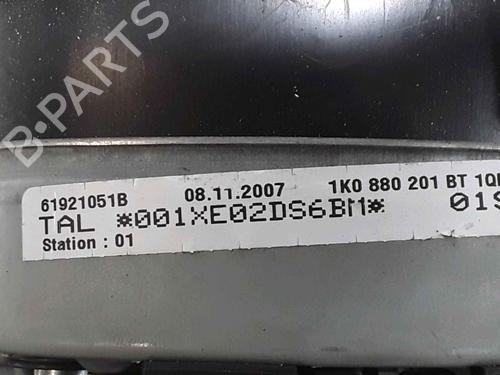 B-PARTS
61921051B 08.11.2007 1K0 880 201 BT
TAL *001XE02DS6BM*
Station : 01